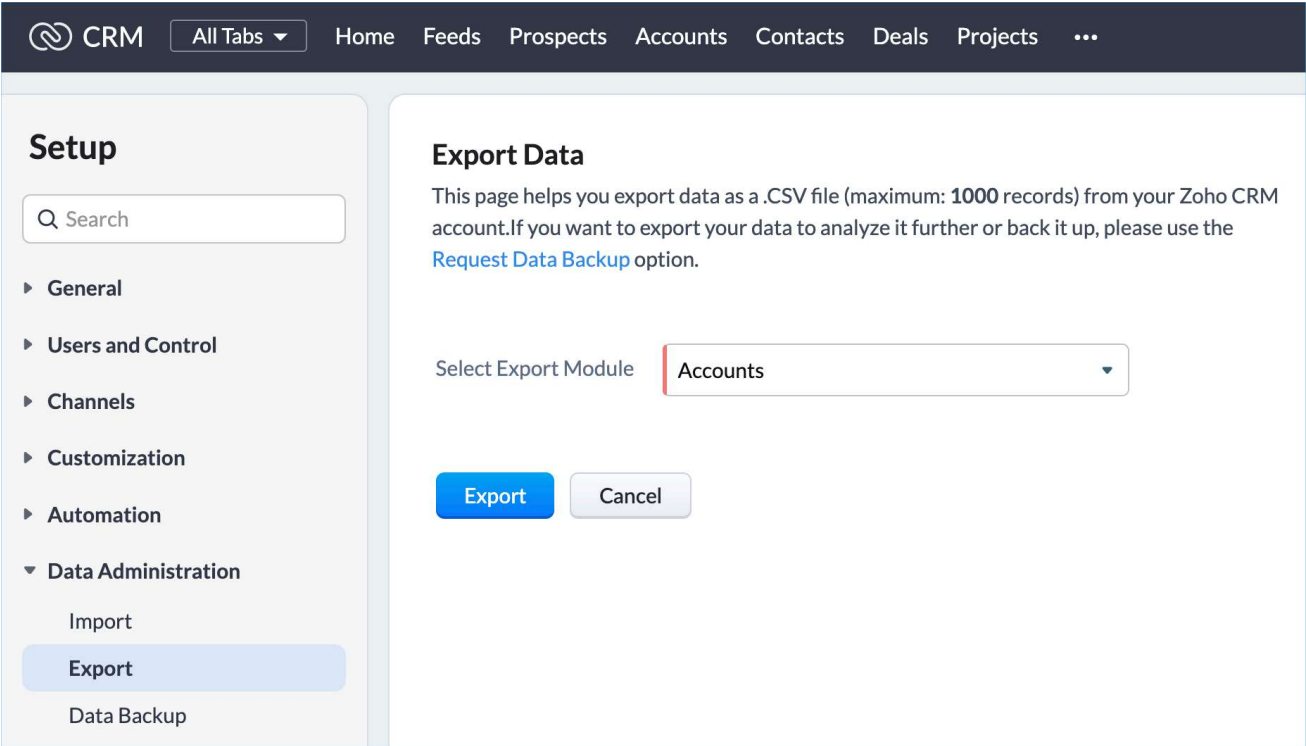 CRM All Tabs Home Feeds Prospects Accounts Contacts Deals Projects •••
Setup
Search
General
Users and Control
Channels
Customization
Automation
Data Administration
Import
Export
Data Backup
Export Data
This page helps you export data as a .CSV file (maximum: 1000 records) from your Zoho CRM
account.If you want to export your data to analyze it further or back it up, please use the
Request Data Backup option.
Select Export Module Accounts
Export Cancel